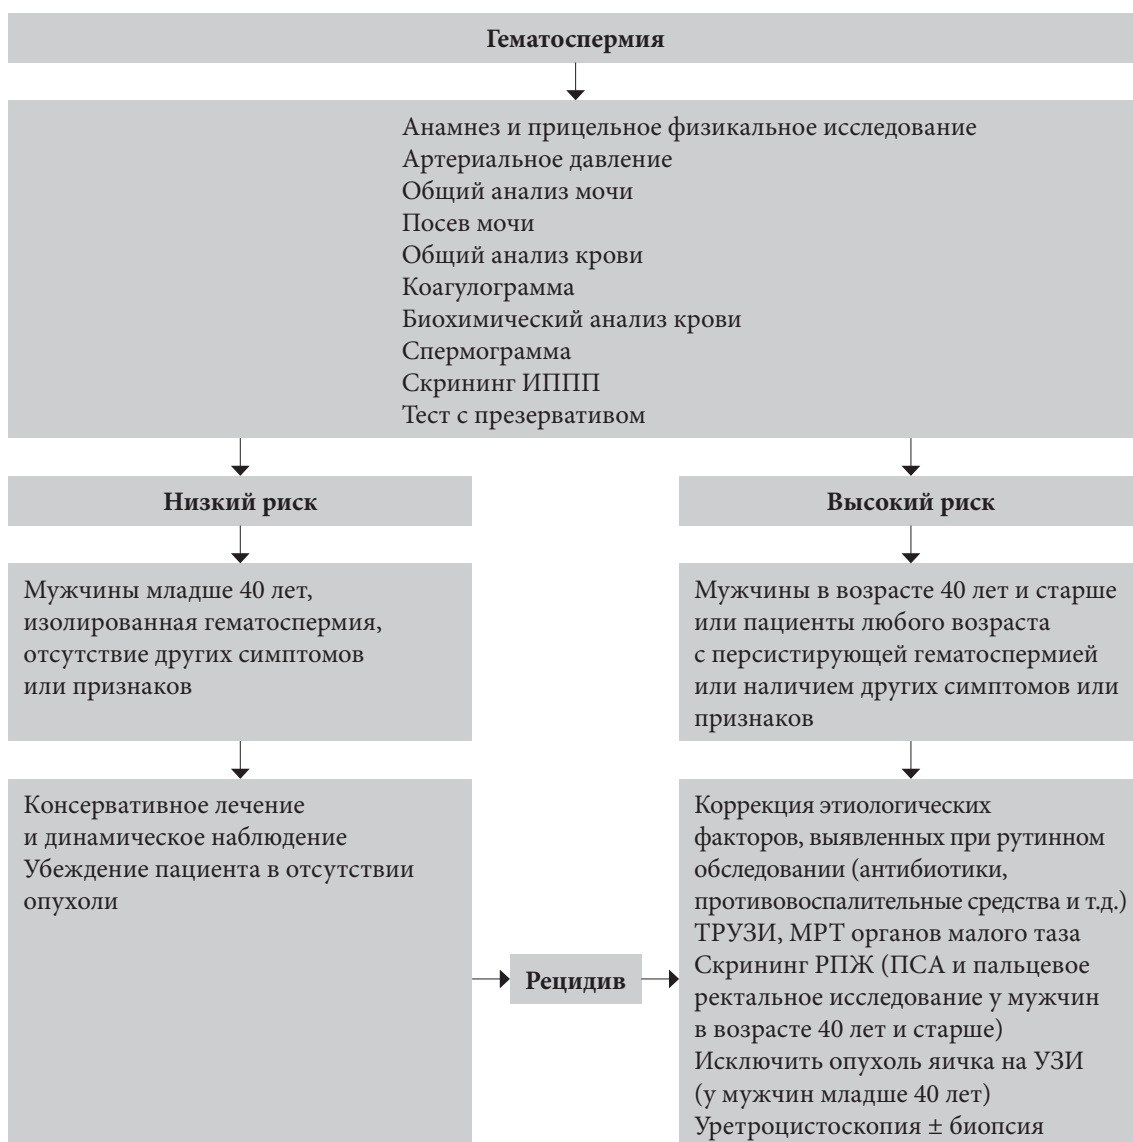 Гематоспермия
Анамнез и прицельное физикальное исследование
Артериальное давление
Общий анализ мочи
Посев мочи
Общий анализ крови
Коагулограмма
Биохимический анализ крови
Спермограмма
Скрининг ИППП
Тест с презервативом
Низкий риск
Мужчины младше 40 лет,
изолированная гематоспермия,
отсутствие других симптомов
или признаков
Консервативное лечение
и динамическое наблюдение
Убеждение пациента в отсутствии
опухоли
Рецидив
Высокий риск
Мужчины в возрасте 40 лет и старше
или пациенты любого возраста
с персистирующей гематоспермией
или наличием других симптомов или
признаков
Коррекция этиологических
факторов, выявленных при рутинном
обследовании (антибиотики,
противовоспалительные средства и т.д.)
ТРУЗИ, МРТ органов малого таза
Скрининг РПЖ (ПСА и пальцевое
ректальное исследование у мужчин
в возрасте 40 лет и старше)
Исключить опухоль яичка на УЗИ
(у мужчин младше 40 лет)
Уретроцистоскопия ± биопсия